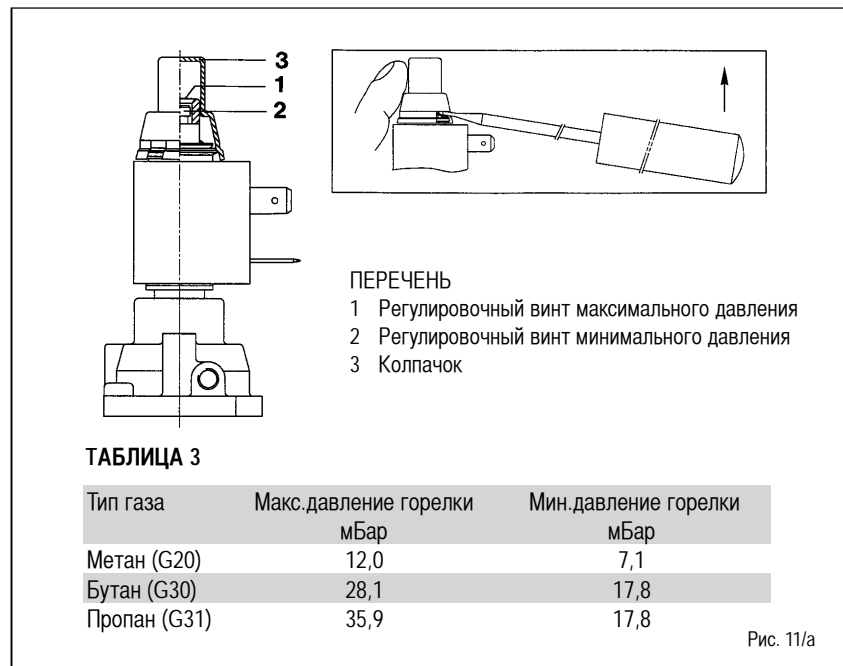 3
1
2
ПЕРЕЧЕНЬ
1 Регулировочный винт максимального давления
2 Регулировочный винт минимального давления
3 Колпачок
ТАБЛИЦА 3
Тип газа Макс.давление горелки Мин.давление горелки
мБар мБар
Метан (G20) 12,0 7,1
Бутан (G30) 28,1 17,8
Пропан (G31) 35,9 17,8
Рис. 11/a